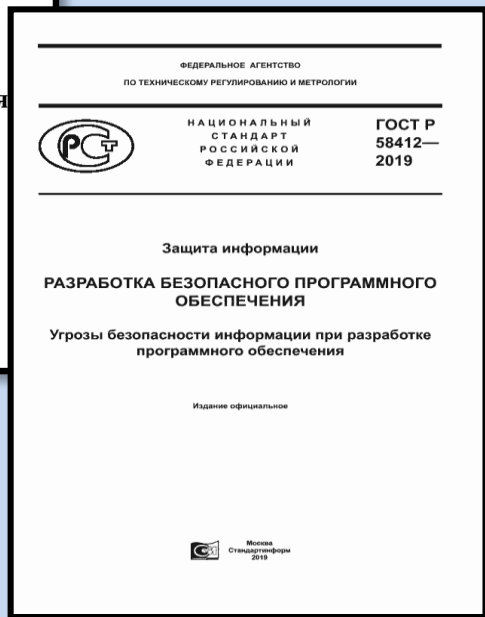 я
ФЕДЕРАЛЬНОЕ АГЕНТСТВО
ПО ТЕХНИЧЕСКОМУ РЕГУЛИРОВАНИЮ И МЕТРОЛОГИИ
НАЦИОНАЛЬНЫЙ
СТАНДАРТ
РОССИЙСКОЙ
ФЕДЕРАЦИИ
ГОСТ Р
58412—
2019
Защита информации
РАЗРАБОТКА БЕЗОПАСНОГО ПРОГРАММНОГО
ОБЕСПЕЧЕНИЯ
Угрозы безопасности информации при разработке
программного обеспечения
Издание официальное
Москва
Стандартинформ
2019